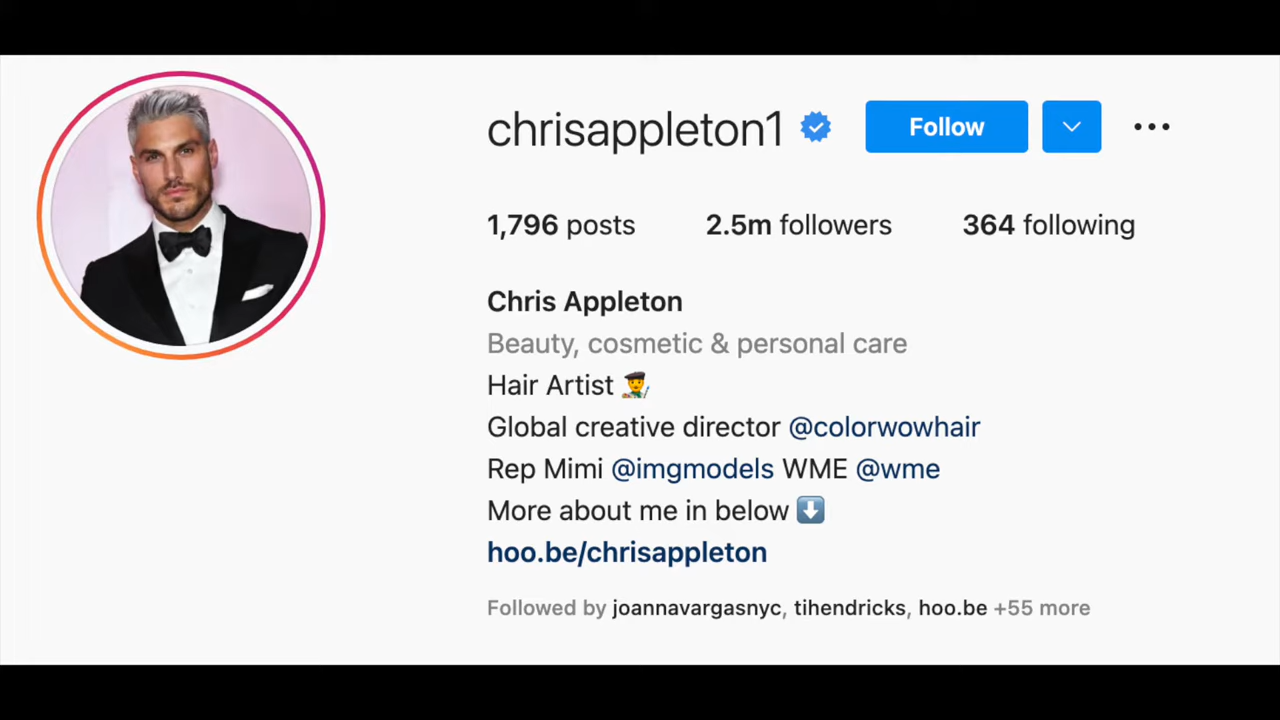 chrisappleton1 Follow
1,796 posts 2.5m followers 364 following
Chris Appleton
Beauty, cosmetic & personal care
Hair Artist 👨‍🎨
Global creative director @colorwowhair
Rep Mimi @imgmodels WME @wme
More about me in below ⬇️
hoo.be/chrisappleton
Followed by joannavargasnyc, tihendricks, hoo.be +55 more